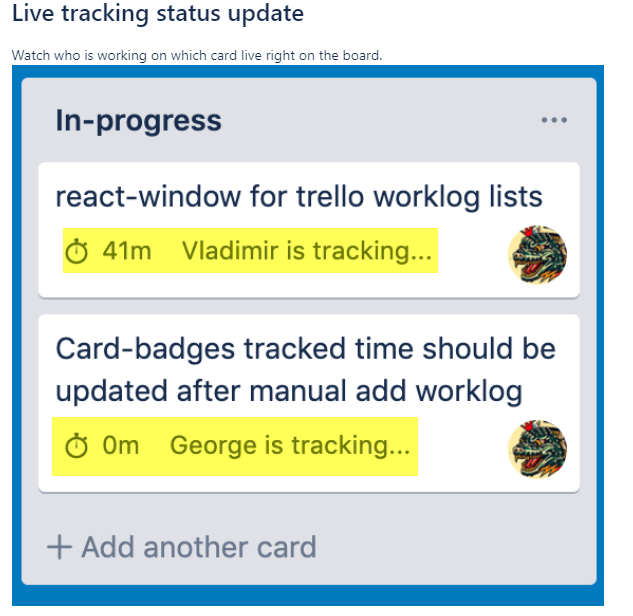 Live tracking status update
Watch who is working on which card live right on the board.
In-progress
react-window for trello worklog lists
41m Vladimir is tracking...
Card-badges tracked time should be
updated after manual add worklog
0m George is tracking...
+ Add another card